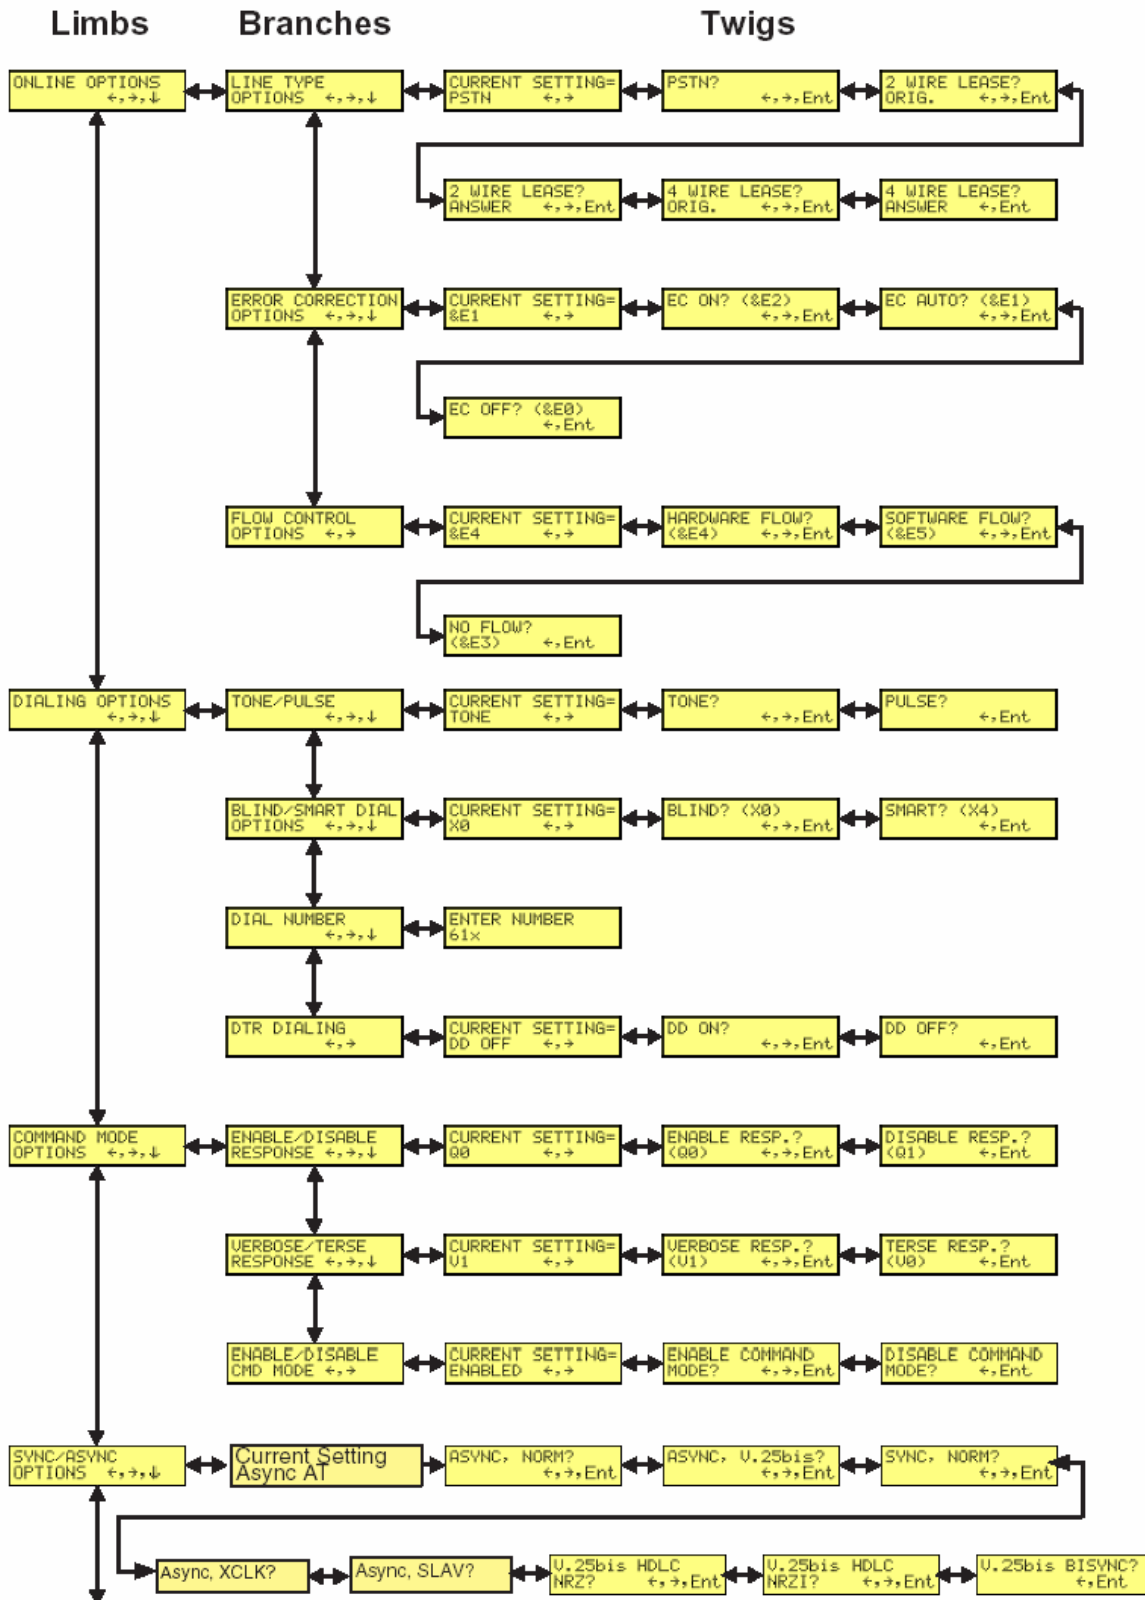 Limbs Branches Twigs
ONLINE OPTIONS
←,→,↓
LINE TYPE
OPTIONS ←,→,↓
CURRENT SETTING=
PSTN ←,→
PSTN?
←,→,Ent
2 WIRE LEASE?
ORIG. ←,→,Ent
2 WIRE LEASE?
ANSWER ←,→,Ent
4 WIRE LEASE?
ORIG. ←,→,Ent
4 WIRE LEASE?
ANSWER ←,→,Ent
ERROR CORRECTION
OPTIONS ←,→,↓
CURRENT SETTING=
&E1 ←,→
EC ON? (&E2)
←,→,Ent
EC AUTO? (&E1)
←,→,Ent
EC OFF? (&E0)
←,Ent
FLOW CONTROL
OPTIONS ←,→
CURRENT SETTING=
&E4 ←,→
HARDWARE FLOW?
(&E4) ←,→,Ent
SOFTWARE FLOW?
(&E5) ←,→,Ent
NO FLOW?
(&E3) ←,Ent
DIALING OPTIONS
←,→,↓
TONE/PULSE
←,→,↓
CURRENT SETTING=
TONE ←,→
TONE?
←,→,Ent
PULSE?
←,Ent
BLIND/SMART DIAL
OPTIONS ←,→,↓
CURRENT SETTING=
X0 ←,→
BLIND? (X0)
←,→,Ent
SMART? (X4)
←,Ent
DIAL NUMBER
←,→,↓
ENTER NUMBER
61x
DTR DIALING
←,→
CURRENT SETTING=
DD OFF ←,→
DD ON?
←,→,Ent
DD OFF?
←,Ent
COMMAND MODE
OPTIONS ←,→,↓
ENABLE/DISABLE
RESPONSE ←,→,↓
CURRENT SETTING=
Q0 ←,→
ENABLE RESP.?
(Q0) ←,→,Ent
DISABLE RESP.?
(Q1) ←,Ent
VERBOSE/TERSE
RESPONSE ←,→,↓
CURRENT SETTING=
V1 ←,→
VERBOSE RESP.?
(V1) ←,→,Ent
TERSE RESP.?
(V0) ←,Ent
ENABLE/DISABLE
CMD MODE ←,→
CURRENT SETTING=
ENABLED ←,→
ENABLE COMMAND
MODE? ←,→,Ent
DISABLE COMMAND
MODE? ←,Ent
SYNC/ASYNC
OPTIONS ←,→,↓
Current Setting
Async AT
ASYNC, NORM?
←,→,Ent
ASYNC, V.25bis?
←,→,Ent
SYNC, NORM?
←,→,Ent
Async, XCLK?
Async, SLAV?
V.25bis HDLC
NRZ? ←,→,Ent
V.25bis HDLC
NRZI? ←,→,Ent
V.25bis BISYNC?
←,Ent